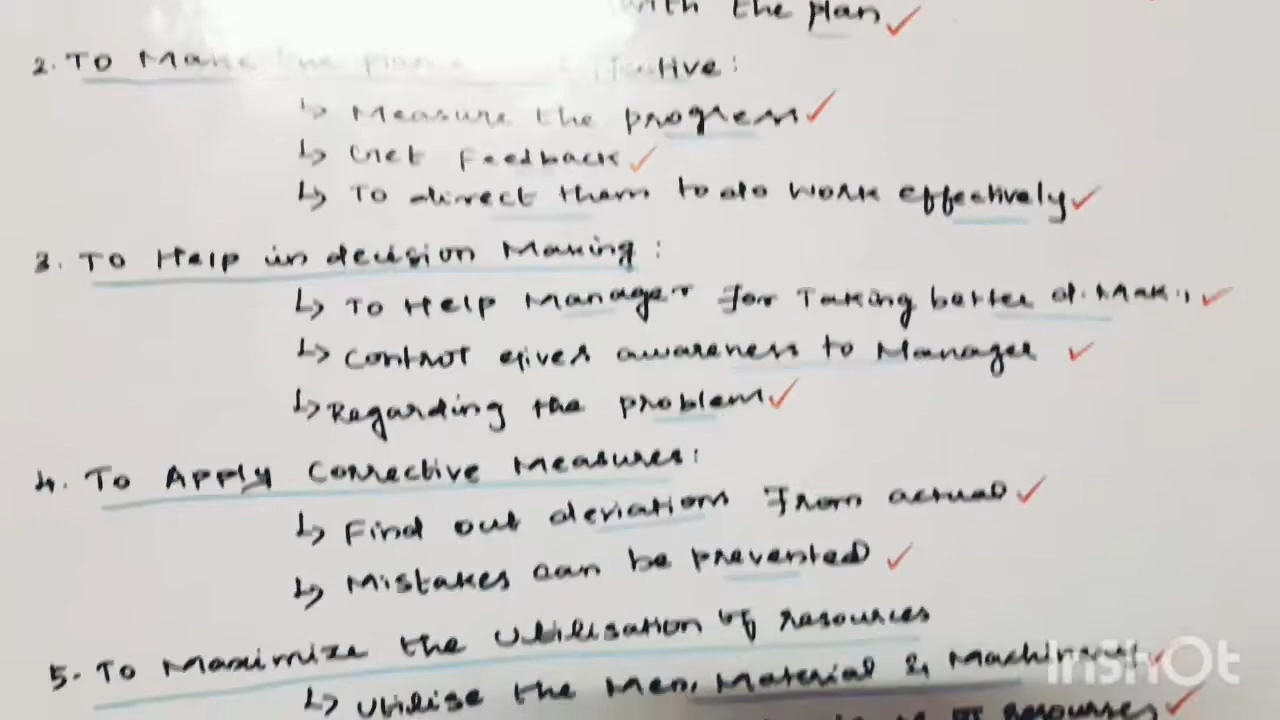 with the plan ✓
2. To Make the plan effective:
↳ Measure the progress ✓
↳ Get Feedback ✓
↳ To direct them to do work effectively ✓
3. To Help in decision Making:
↳ To Help Manager for Taking better d. Mak., ✓
↳ Control gives awareness to Manager ✓
↳ Regarding the problem ✓
4. To Apply Corrective Measures:
↳ Find out deviations From actual ✓
↳ Mistakes can be prevented ✓
5. To Maximize the Utilisation of resources
↳ Utilise the Men, Material & Machinery ✓
resources ✓
InShOt